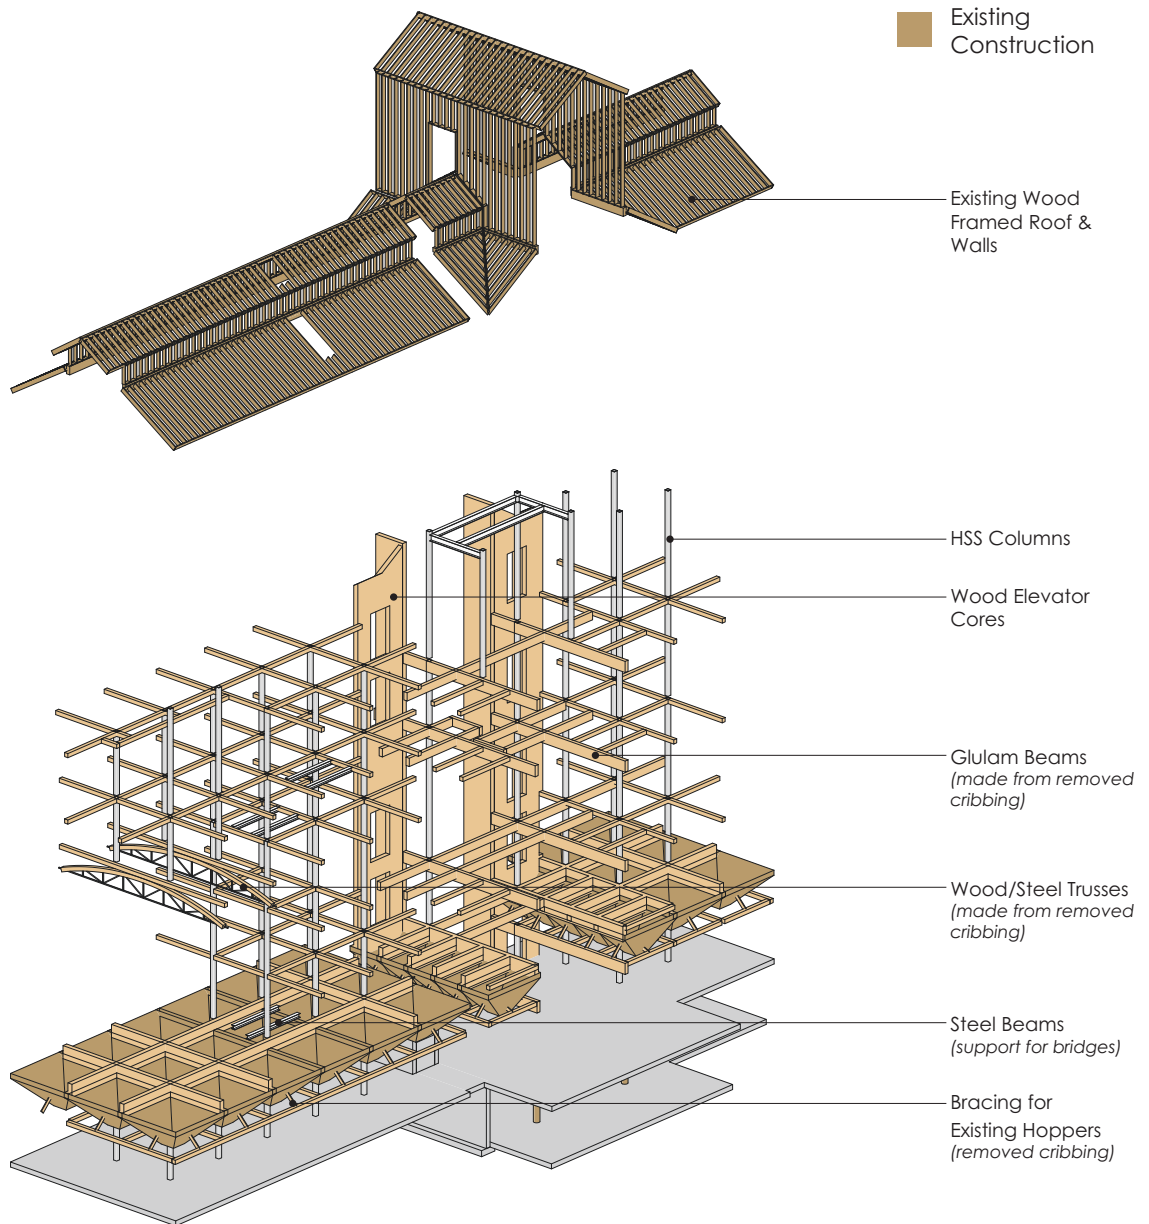 Existing
Construction
Existing Wood
Framed Roof &
Walls
HSS Columns
Wood Elevator
Cores
Glulam Beams
(made from removed
cribbing)
Wood/Steel Trusses
(made from removed
cribbing)
Steel Beams
(support for bridges)
Bracing for
Existing Hoppers
(removed cribbing)